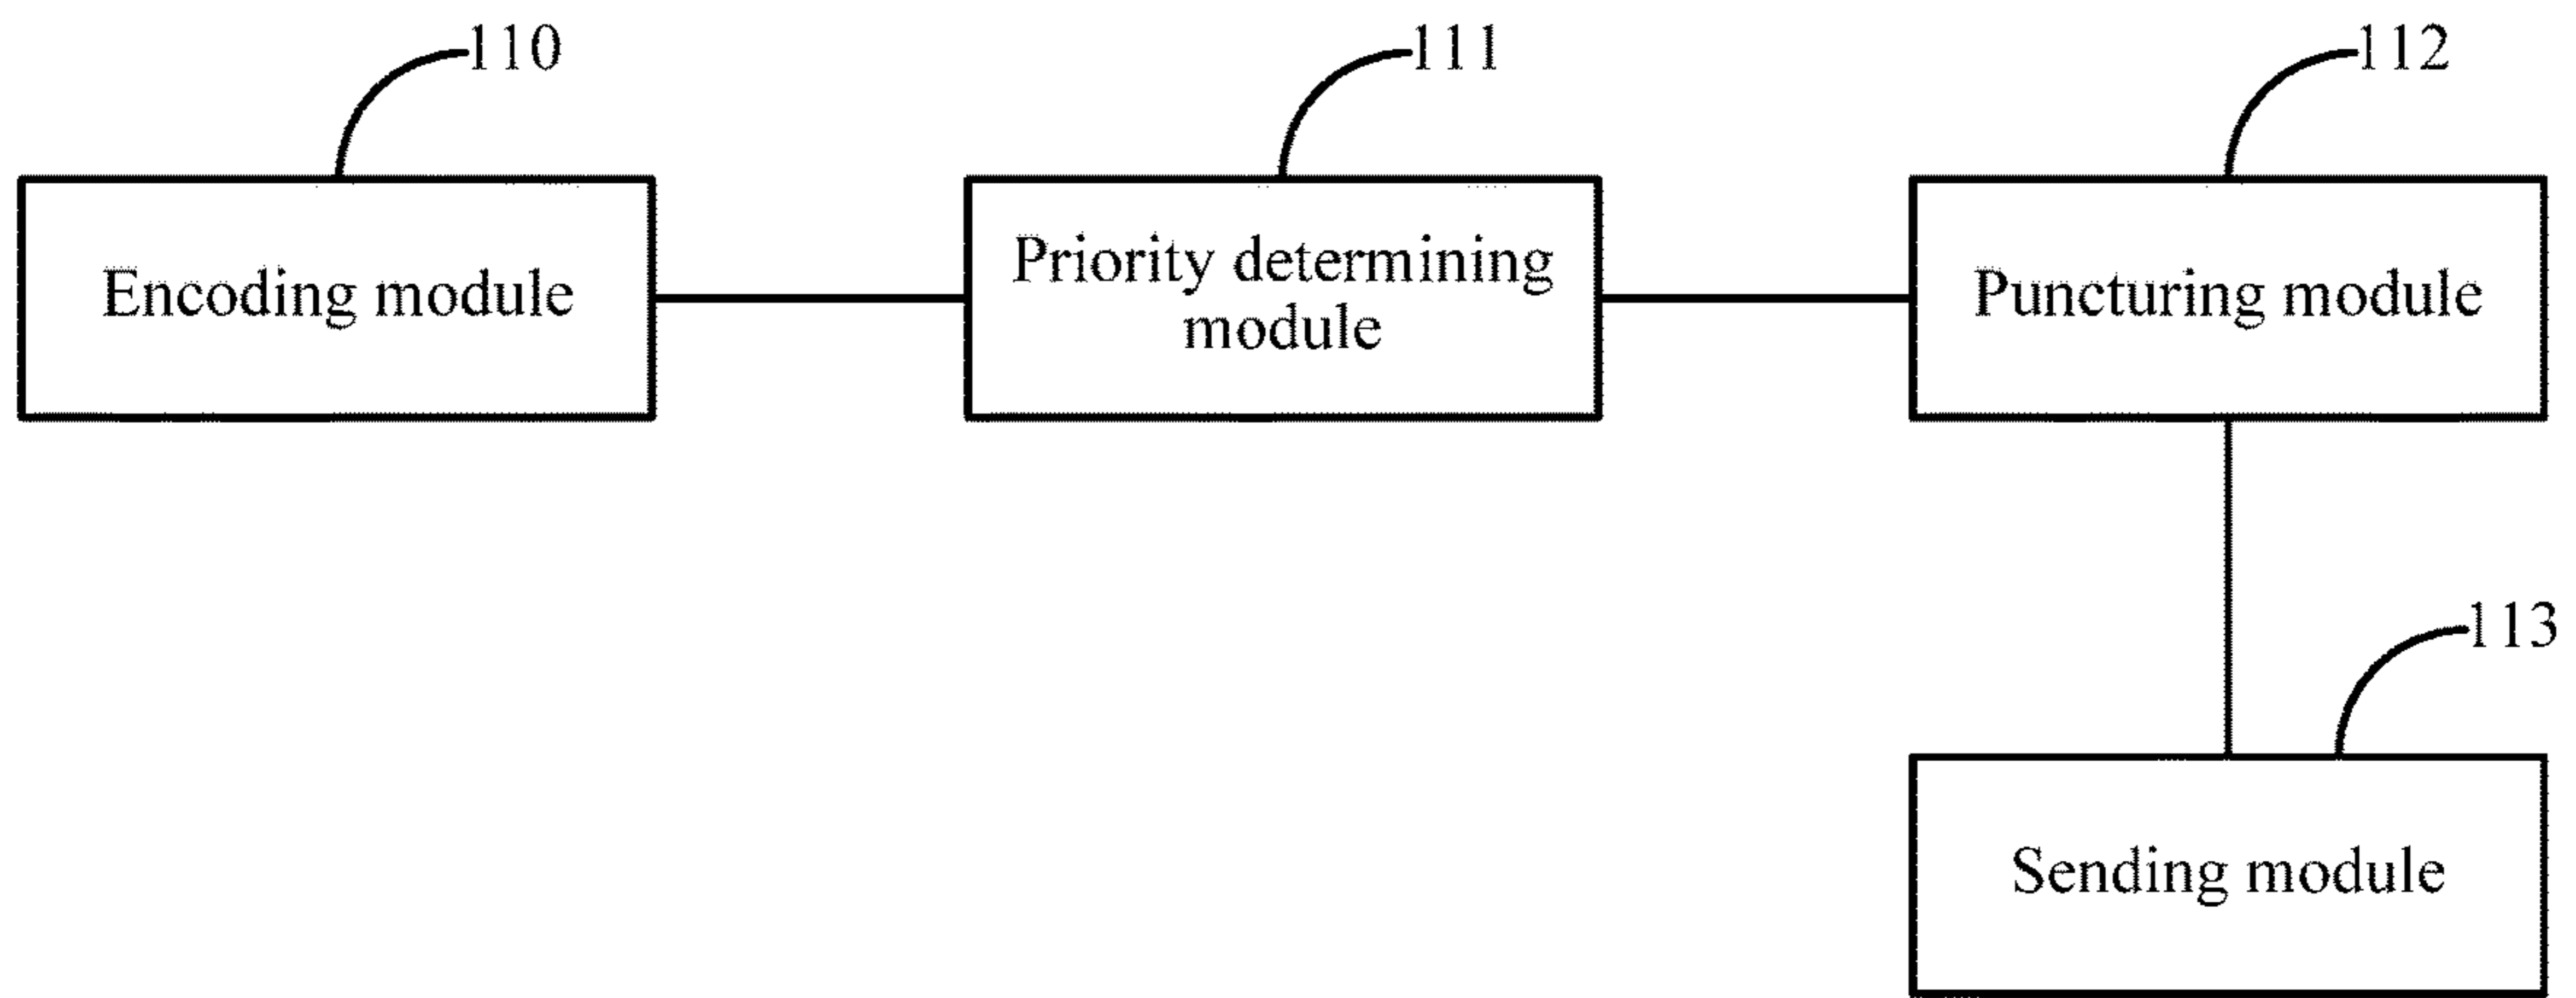 110
111
112
Encoding module
Priority determining
module
Puncturing module
113
Sending module